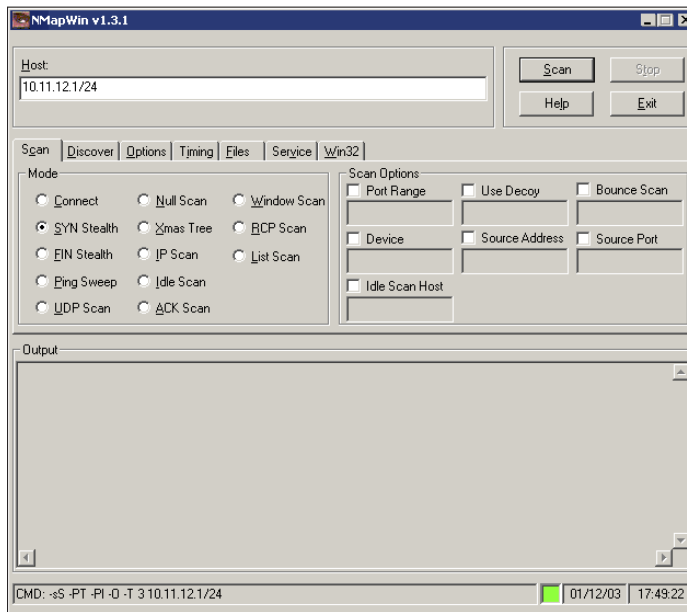 NMapWin v1.3.1
Host:
10.11.12.1/24
Scan
Stop
Help
Exit
Scan Discover Options Timing Files Service Win32
Mode
Connect Null Scan Window Scan
SYN Stealth Xmas Tree RCP Scan
FIN Stealth IP Scan List Scan
Ping Sweep Idle Scan
UDP Scan ACK Scan
Scan Options
Port Range Use Decoy Bounce Scan
Device Source Address Source Port
Idle Scan Host
Output
CMD: -sS -PT -PI -O -T 3 10.11.12.1/24
01/12/03 17:49:22